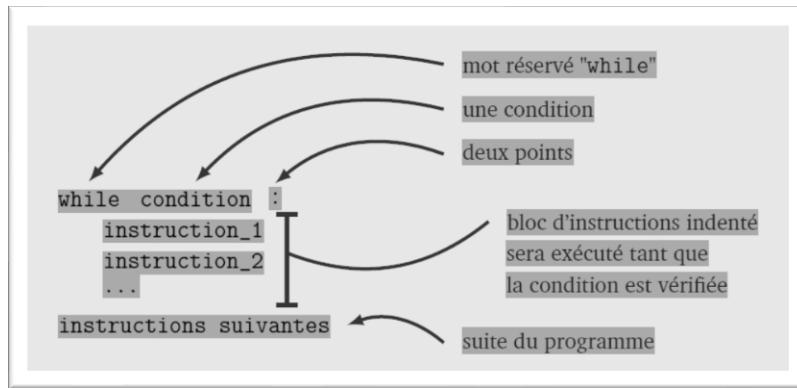 mot réservé "while"
une condition
deux points
while condition :
instruction_1
instruction_2
...
bloc d'instructions indenté
sera exécuté tant que
la condition est vérifiée
instructions suivantes
suite du programme